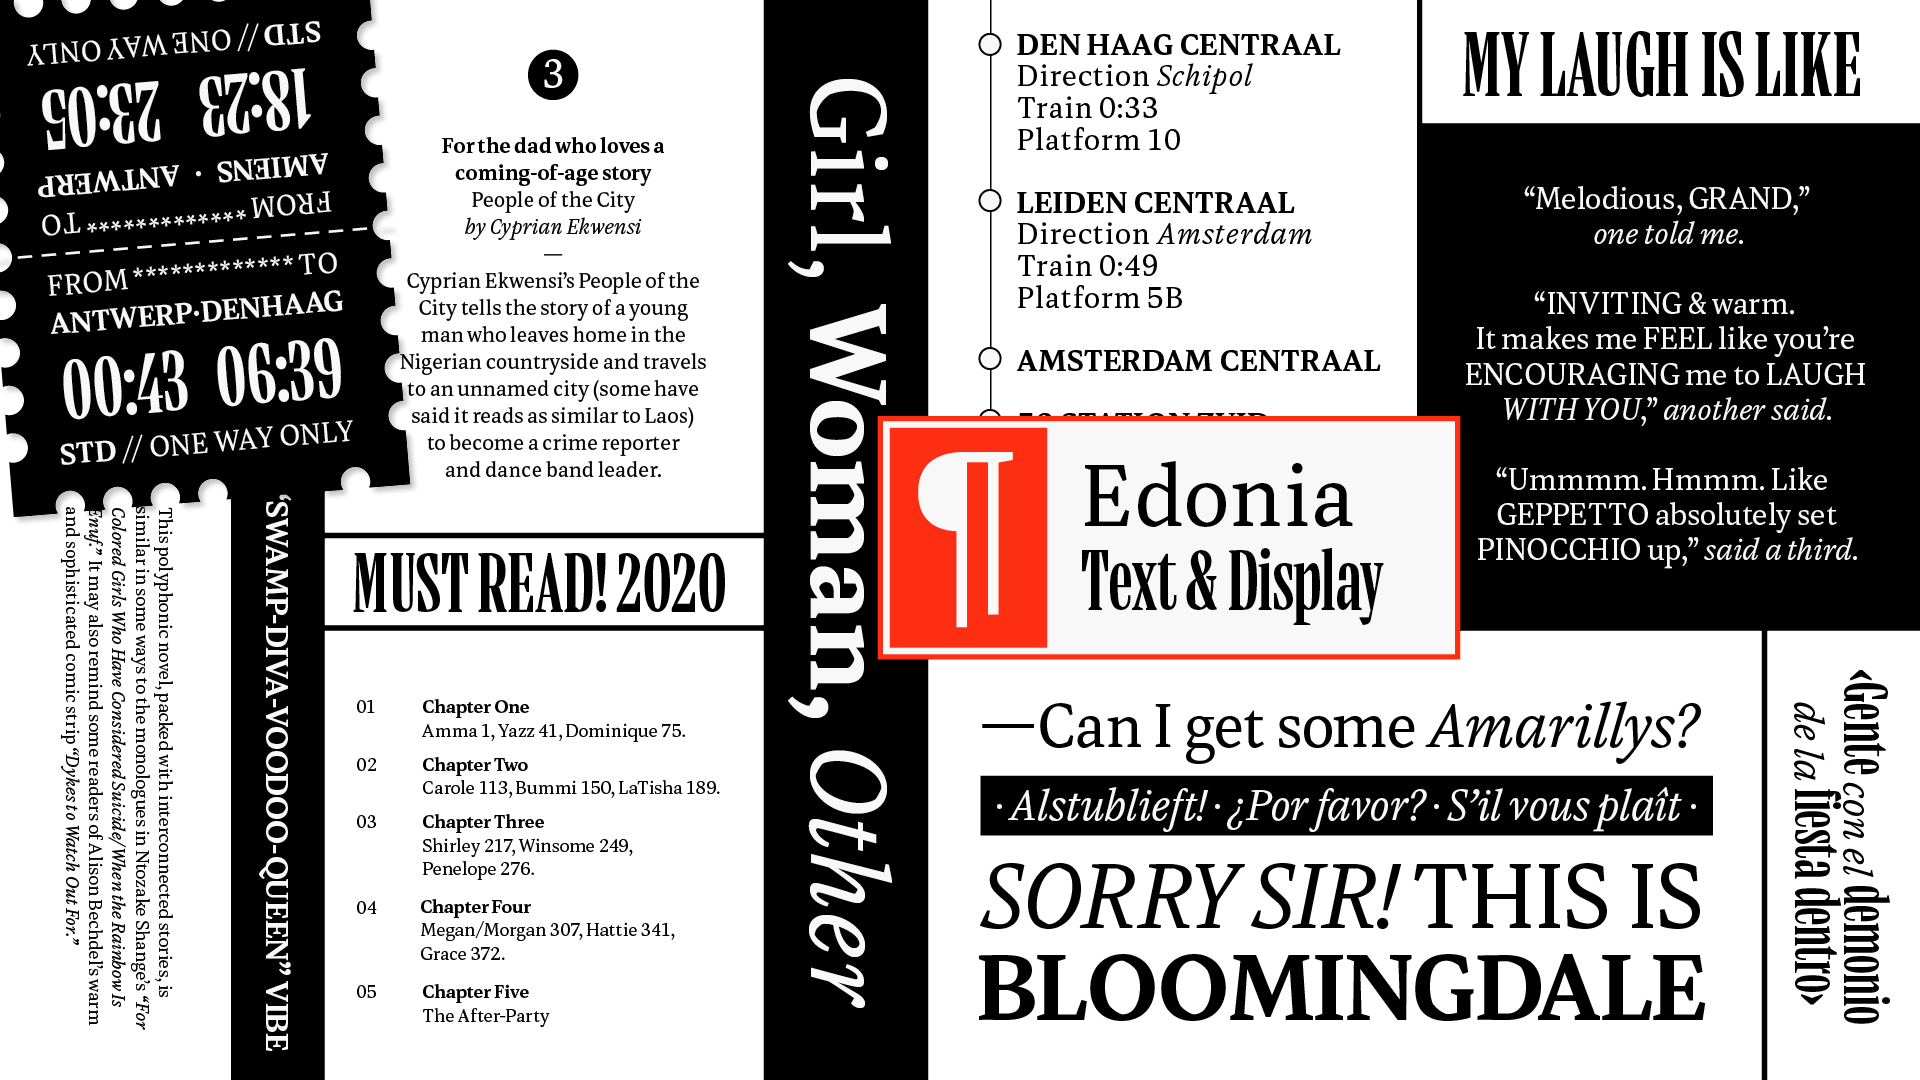 STD // ONE WAY ONLY
18:23 23:05
AMIENS · ANTWERP
FROM ************* TO
FROM ************* TO
ANTWERP·DENHAAG
00:43 06:39
STD // ONE WAY ONLY
3
For the dad who loves a
coming-of-age story
People of the City
by Cyprian Ekwensi
—
Cyprian Ekwensi’s People of the
City tells the story of a young
man who leaves home in the
Nigerian countryside and travels
to an unnamed city (some have
said it reads as similar to Laos)
to become a crime reporter
and dance band leader.
This polyphonic novel, packed with interconnected stories, is
similar in some ways to the monologues in Ntozake Shange’s “For
Colored Girls Who Have Considered Suicide/When the Rainbow Is
Enuf.” It may also remind some readers of Alison Bechdel’s warm
and sophisticated comic strip “Dykes to Watch Out For.”
“SWAMP-DIVA-VOODOO-QUEEN” VIBE
MUST READ! 2020
01 Chapter One
Amma 1, Yazz 41, Dominique 75.
02 Chapter Two
Carole 113, Bummi 150, LaTisha 189.
03 Chapter Three
Shirley 217, Winsome 249,
Penelope 276.
04 Chapter Four
Megan/Morgan 307, Hattie 341,
Grace 372.
05 Chapter Five
The After-Party
Girl, Woman, Other
DEN HAAG CENTRAAL
Direction Schipol
Train 0:33
Platform 10
LEIDEN CENTRAAL
Direction Amsterdam
Train 0:49
Platform 5B
AMSTERDAM CENTRAAL
STATION ZUID
¶
Edonia
Text & Display
MY LAUGH IS LIKE
“Melodious, GRAND,”
one told me.
“INVITING & warm.
It makes me FEEL like you’re
ENCOURAGING me to LAUGH
WITH YOU,” another said.
“Ummmm. Hmmm. Like
GEPPETTO absolutely set
PINOCCHIO up,” said a third.
—Can I get some Amarillys?
· Alstublieft! · ¿Por favor? · S’il vous plaît ·
SORRY SIR! THIS IS
BLOOMINGDALE
‹Gente con el demonio
de la fiesta dentro›